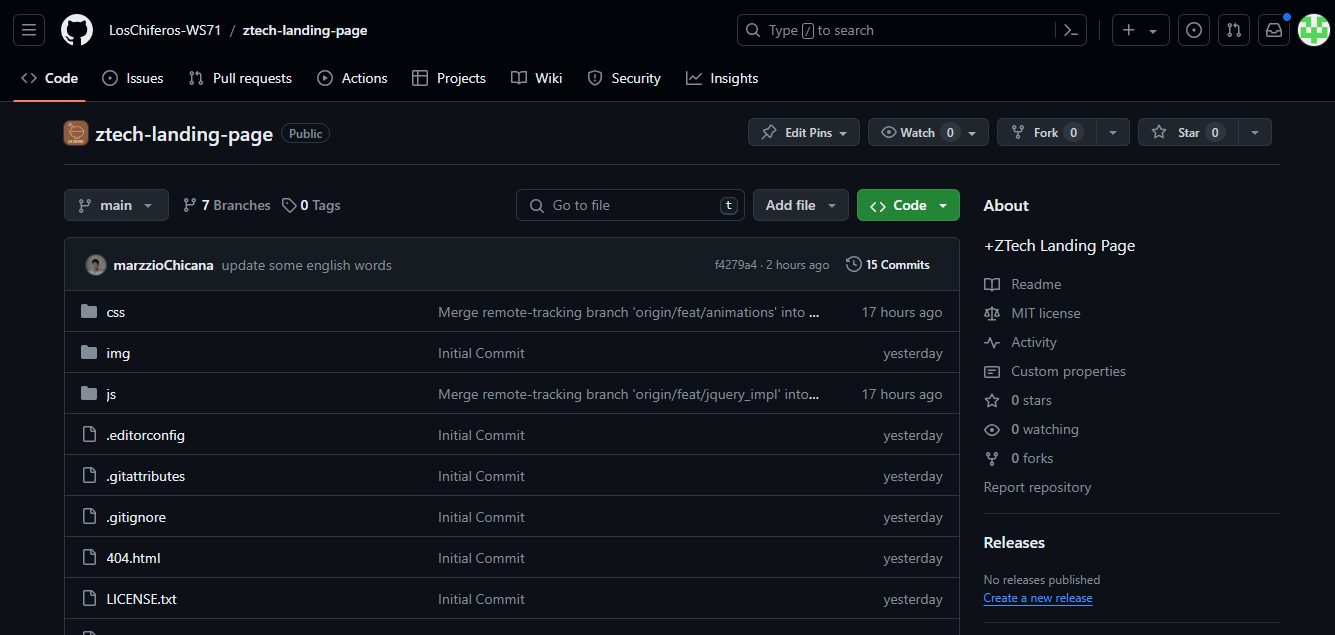 LosChiferos-WS71 / ztech-landing-page
Type / to search
Code Issues Pull requests Actions Projects Wiki Security Insights
ztech-landing-page Public
Edit Pins Watch 0 Fork 0 Star 0
main 7 Branches 0 Tags
Go to file t Add file Code
marzzioChicana update some english words f4279a4 · 2 hours ago 15 Commits
css Merge remote-tracking branch 'origin/feat/animations' into ... 17 hours ago
img Initial Commit yesterday
js Merge remote-tracking branch 'origin/feat/jquery_impl' into... 17 hours ago
.editorconfig Initial Commit yesterday
.gitattributes Initial Commit yesterday
.gitignore Initial Commit yesterday
404.html Initial Commit yesterday
LICENSE.txt Initial Commit yesterday
About
+ZTech Landing Page
Readme
MIT license
Activity
Custom properties
0 stars
0 watching
0 forks
Report repository
Releases
No releases published
Create a new release